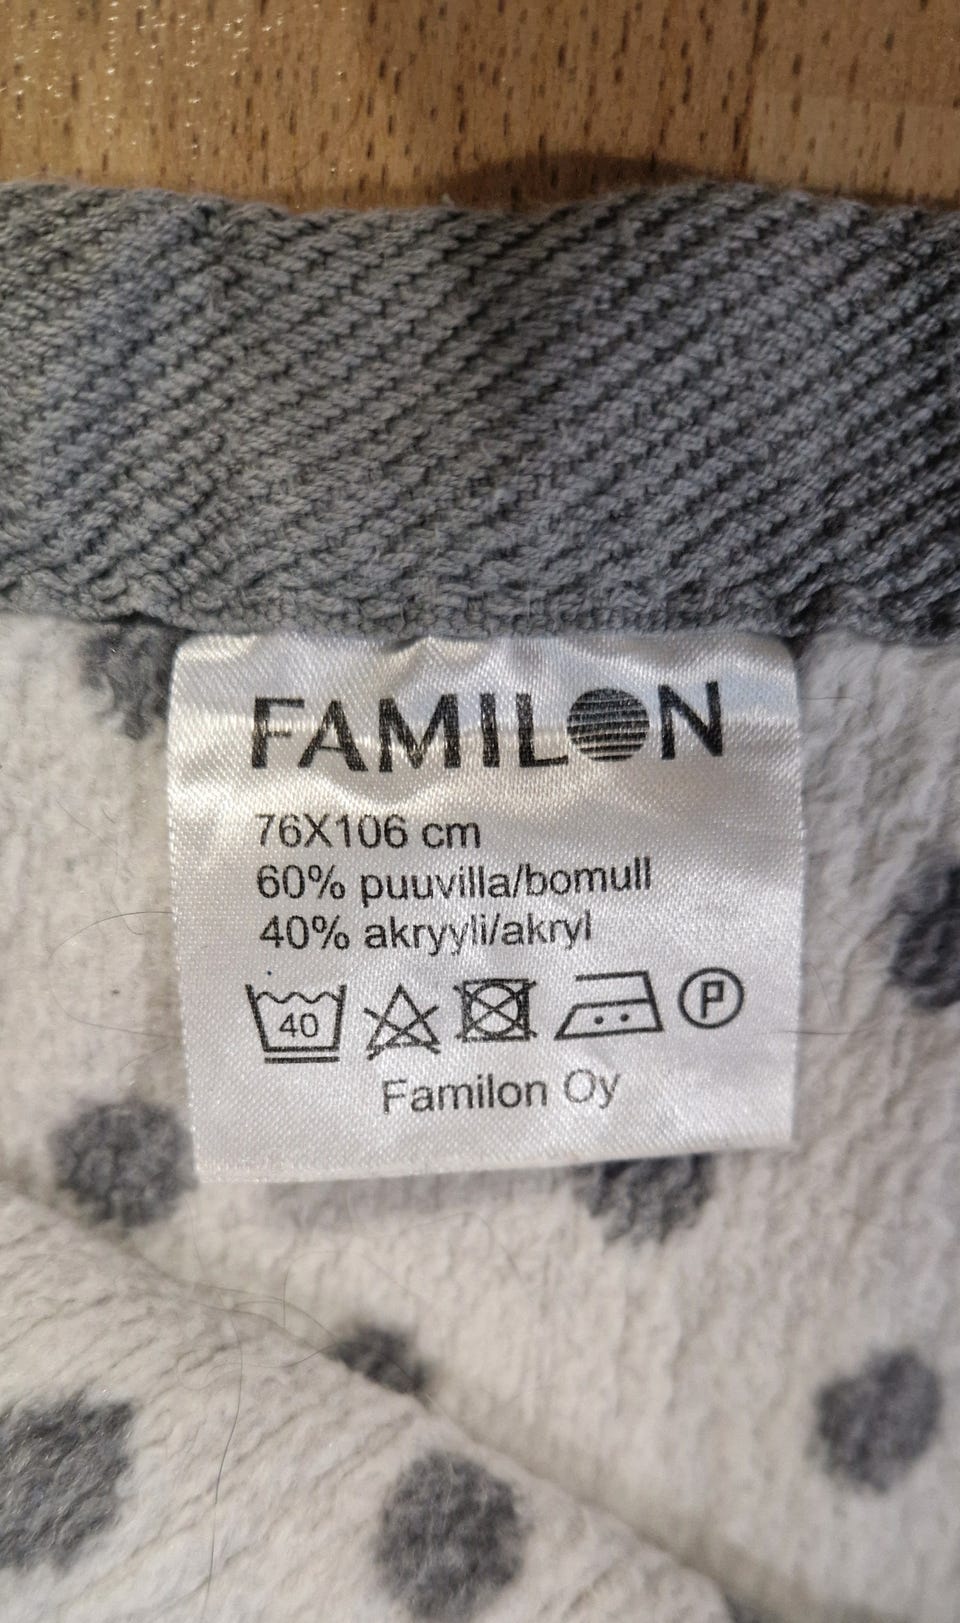 FAMILON
76X106 cm
60% puuvilla/bomull
40% akryyli/akryl
40 P
Familon Oy